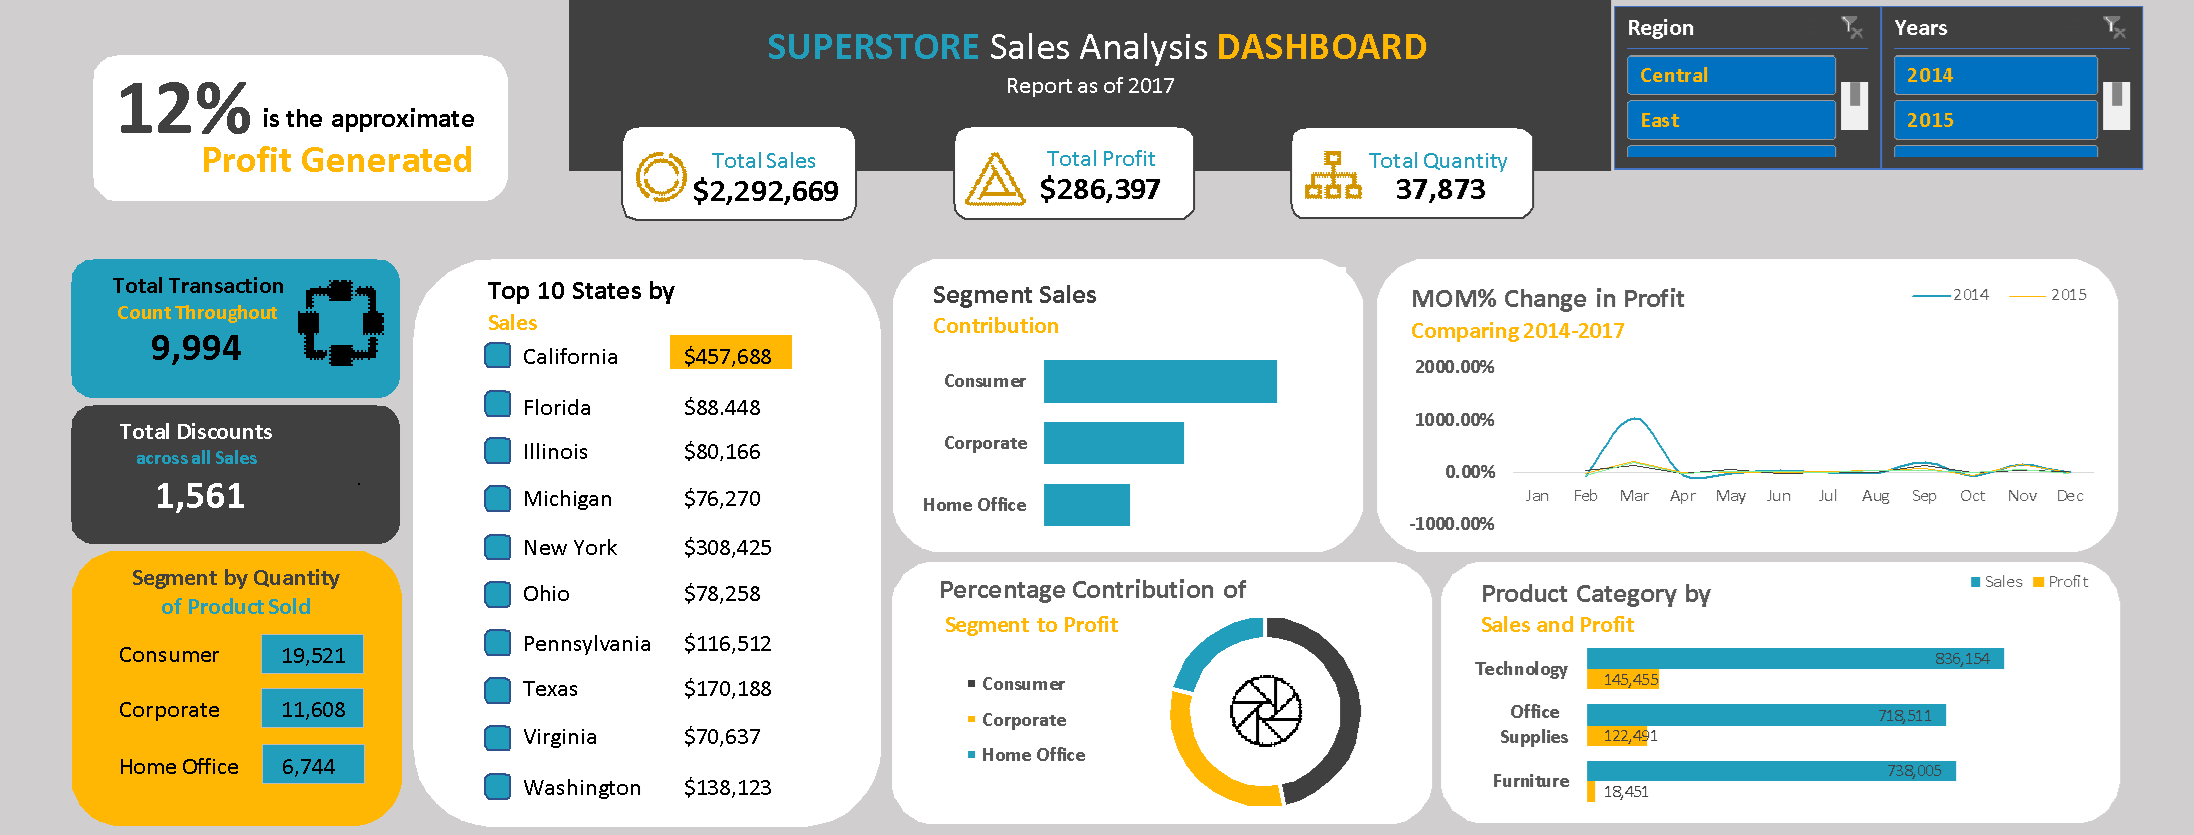 SUPERSTORE Sales Analysis DASHBOARD
Report as of 2017
Region
Central
East
Years
2014
2015
12% is the approximate
Profit Generated
Total Sales
$2,292,669
Total Profit
$286,397
Total Quantity
37,873
Total Transaction
Count Throughout
9,994
Total Discounts
across all Sales
1,561
Segment by Quantity
of Product Sold
Consumer 19,521
Corporate 11,608
Home Office 6,744
Top 10 States by
Sales
California $457,688
Florida $88.448
Illinois $80,166
Michigan $76,270
New York $308,425
Ohio $78,258
Pennsylvania $116,512
Texas $170,188
Virginia $70,637
Washington $138,123
Segment Sales
Contribution
Consumer
Corporate
Home Office
MOM% Change in Profit
Comparing 2014-2017
2014 2015
2000.00%
1000.00%
0.00%
-1000.00%
Jan Feb Mar Apr May Jun Jul Aug Sep Oct Nov Dec
Percentage Contribution of
Segment to Profit
Consumer
Corporate
Home Office
Product Category by
Sales and Profit
Sales Profit
Technology
836,154
145,455
Office
Supplies
718,511
122,491
Furniture
738,005
18,451